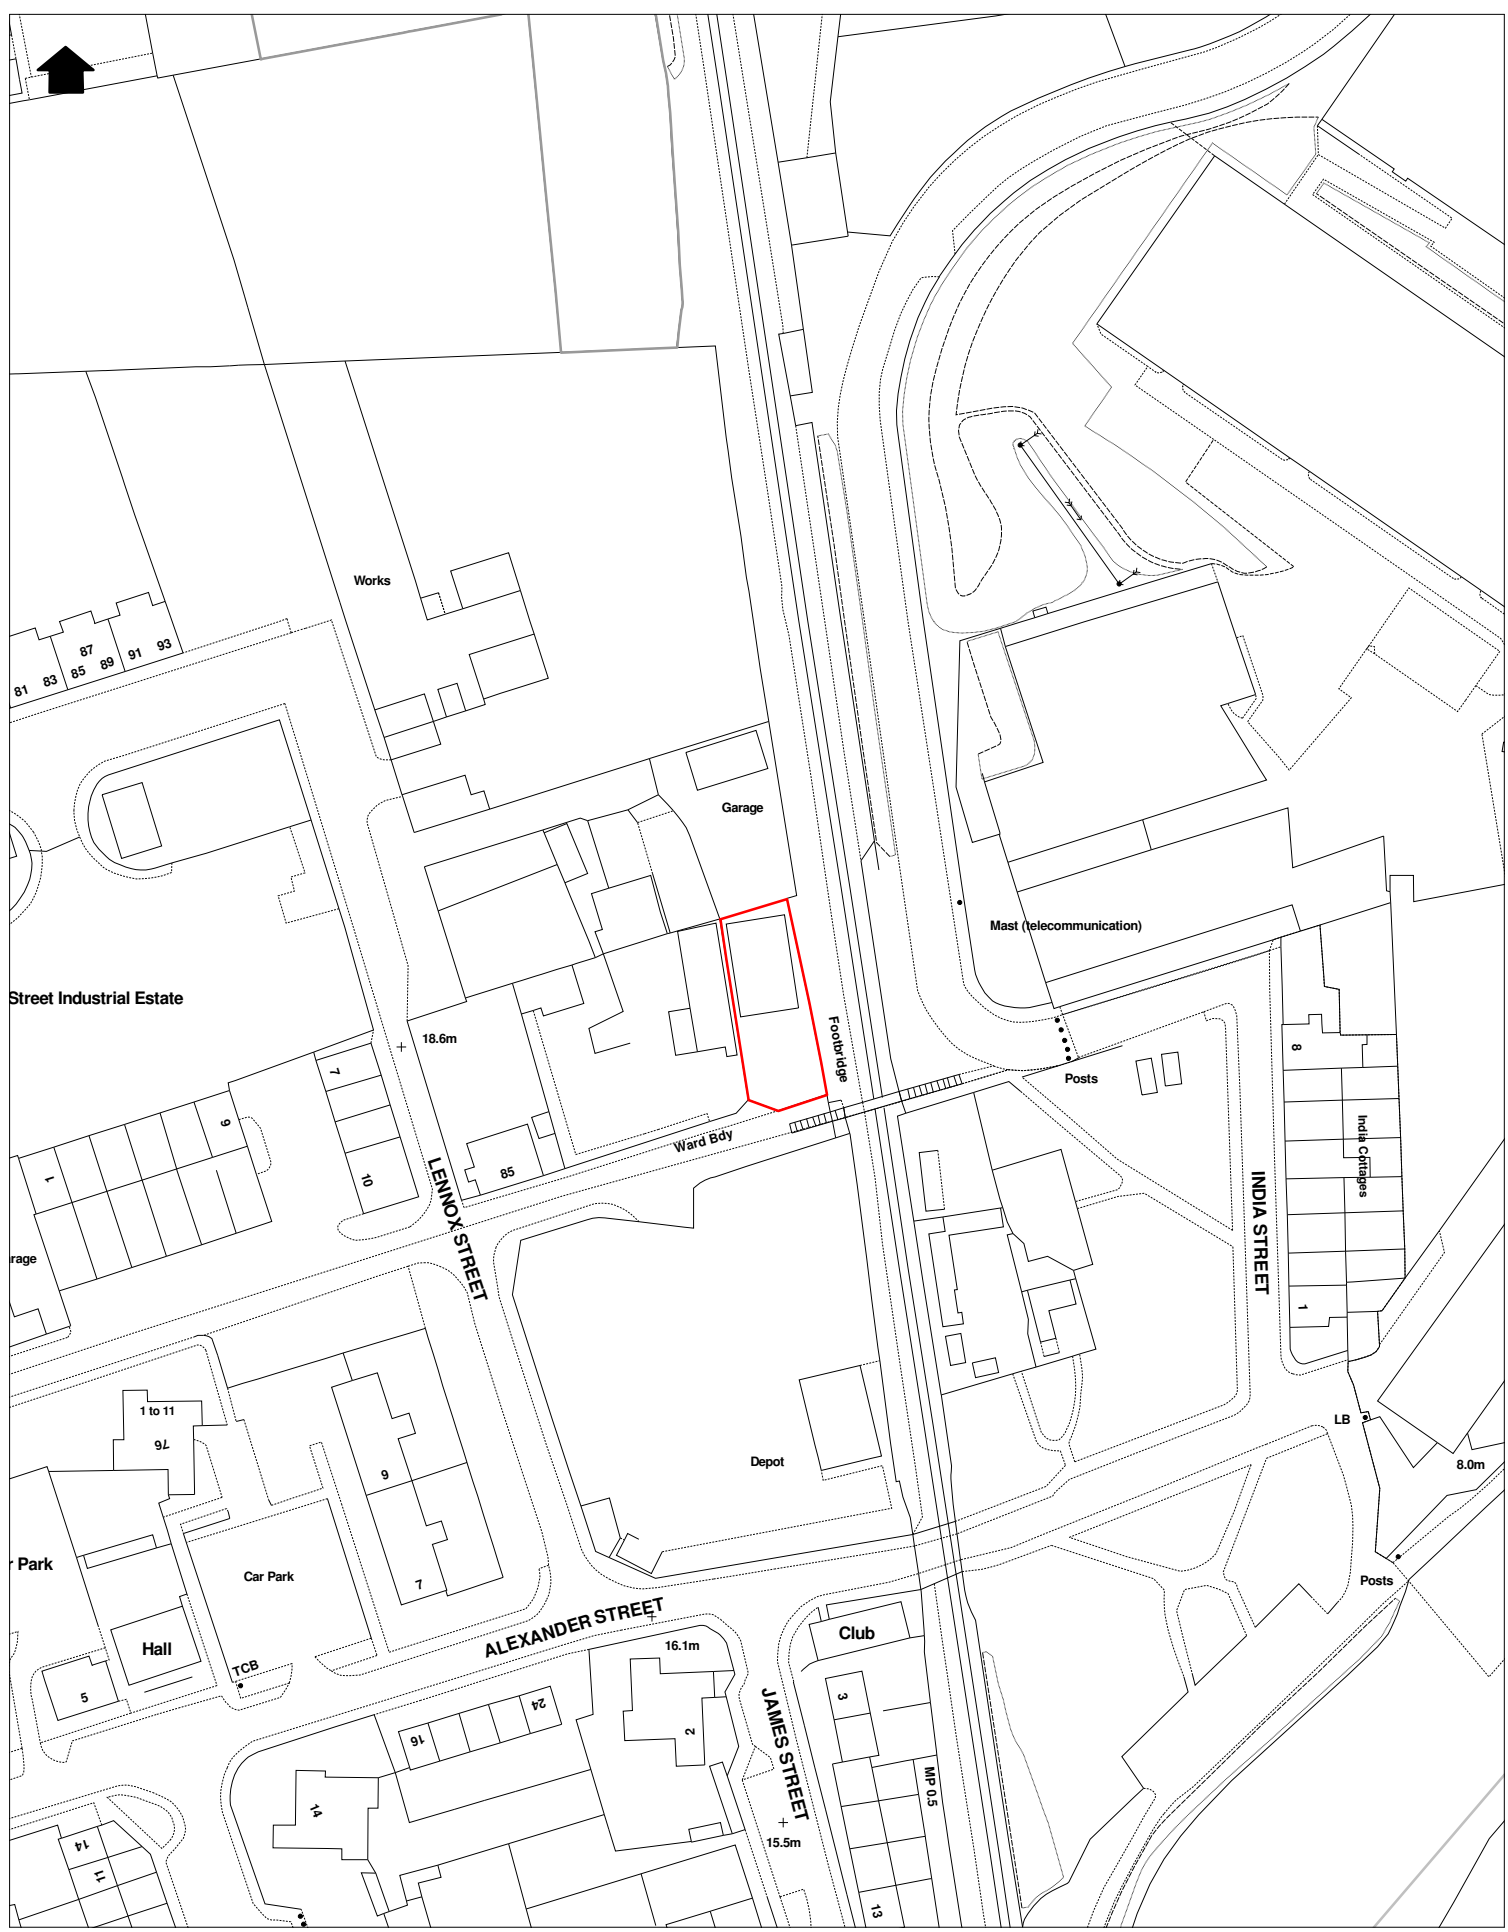 Works
87
81
83
85
89
91
93
Garage
Mast (telecommunication)
Street Industrial Estate
18.6m
Footbridge
7
8
Posts
9
1
Ward Bdy
India Cottages
85
10
LENNOX STREET
INDIA STREET
rage
1
1 to 11
76
LB
9
Depot
8.0m
r Park
Car Park
7
Posts
ALEXANDER STREET
Hall
Club
16.1m
TCB
5
3
24
16
2
JAMES STREET
MP 0.5
14
15.5m
14
11
13